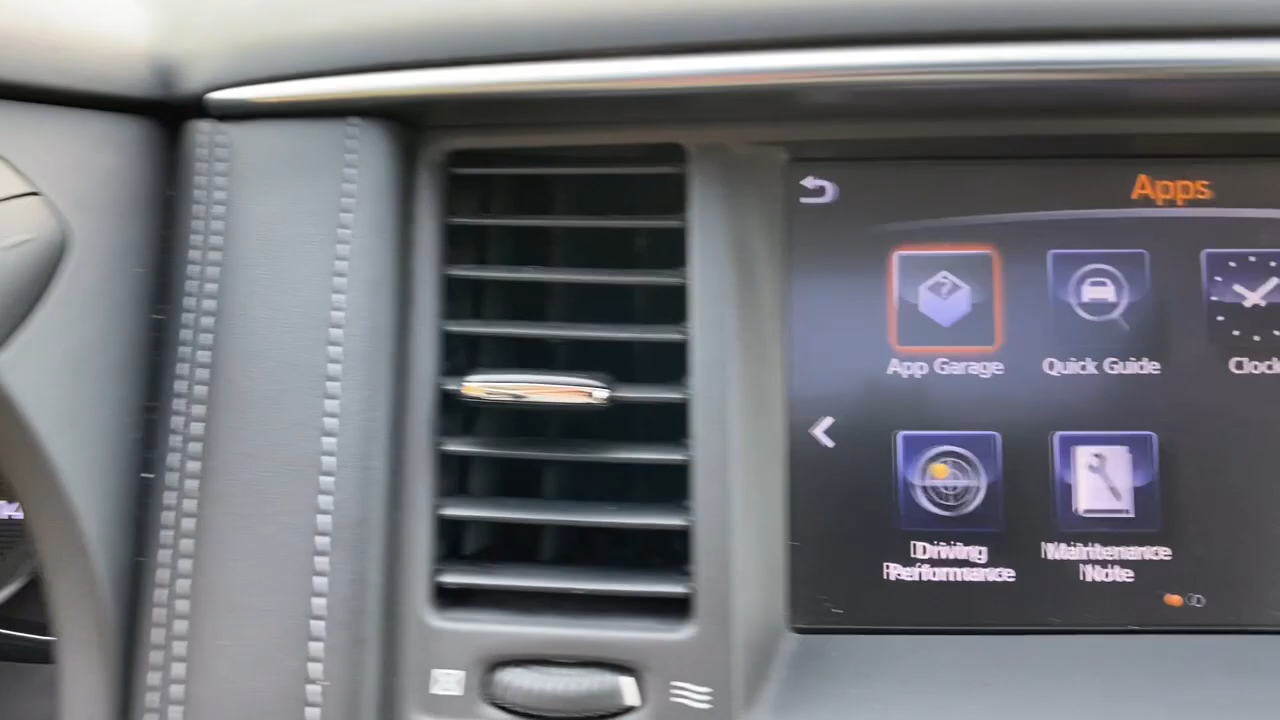 Apps
App Garage
Quick Guide
Clock
Driving
Performance
Maintenance
Note